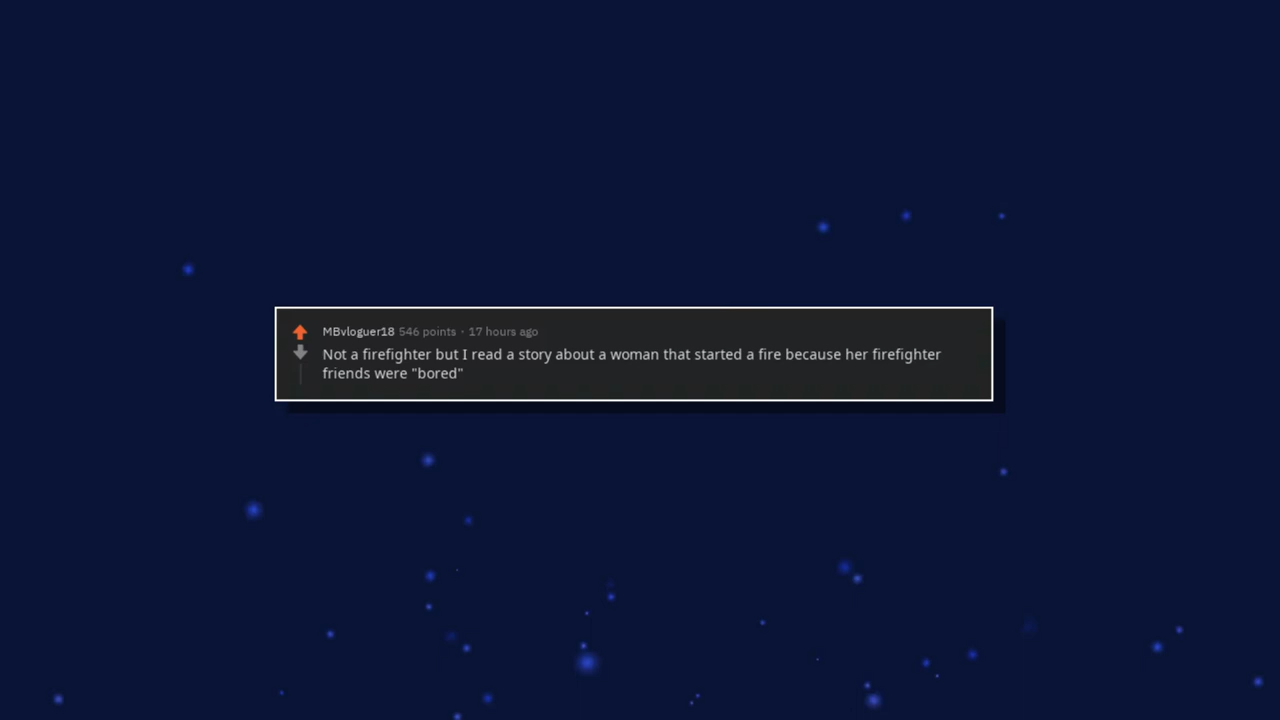 MBvloguer18 546 points · 17 hours ago
Not a firefighter but I read a story about a woman that started a fire because her firefighter
friends were "bored"